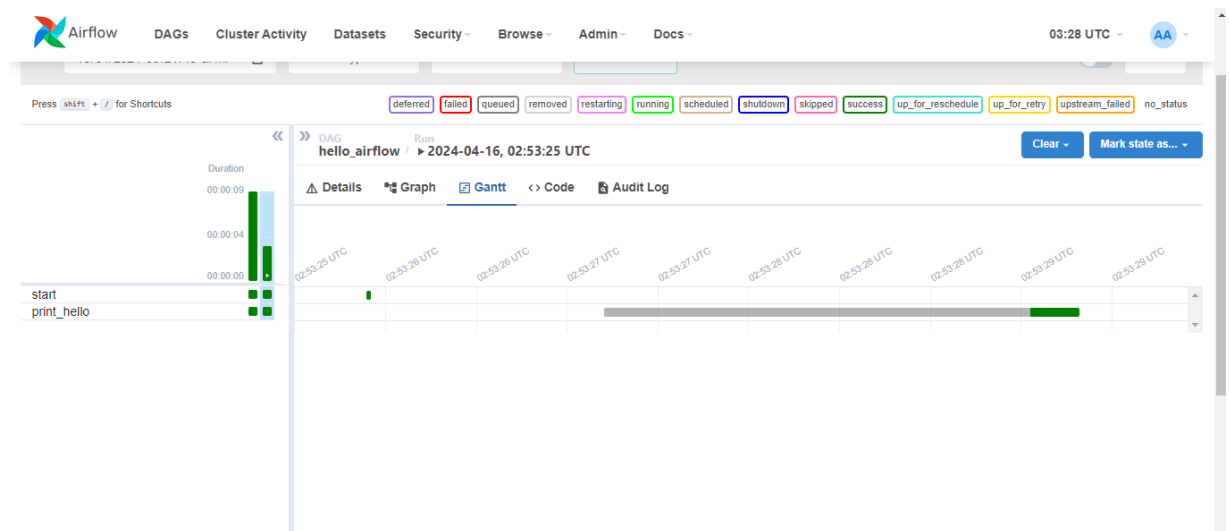 Airflow DAGs Cluster Activity Datasets Security Browse Admin Docs 03:28 UTC AA
Press shift + / for Shortcuts
deferred failed queued removed restarting running scheduled shutdown skipped success up_for_reschedule up_for_retry upstream_failed no_status
DAG Run
hello_airflow / 2024-04-16, 02:53:25 UTC
Clear Mark state as...
Duration
00:00:09
00:00:04
00:00:00
Details Graph Gantt Code Audit Log
02:53:25 UTC 02:53:26 UTC 02:53:26 UTC 02:53:27 UTC 02:53:27 UTC 02:53:28 UTC 02:53:28 UTC 02:53:28 UTC 02:53:29 UTC 02:53:29 UTC
start
print_hello